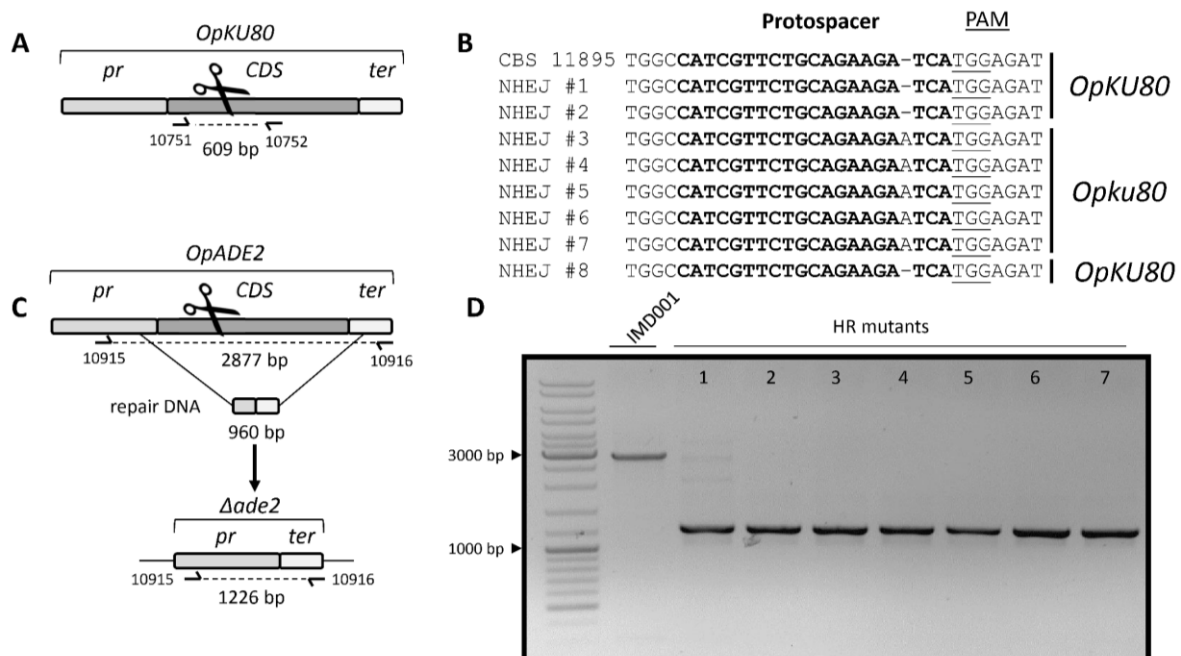 A
OpKU80
pr CDS ter
10751 10752
609 bp
B
Protospacer PAM
CBS 11895 TGGCCATCGTTCTGCAGAAGA-TCATGGAGAT
NHEJ #1 TGGCCATCGTTCTGCAGAAGA-TCATGGAGAT
NHEJ #2 TGGCCATCGTTCTGCAGAAGA-TCATGGAGAT
OpKU80
NHEJ #3 TGGCCATCGTTCTGCAGAAGAATCATGGAGAT
NHEJ #4 TGGCCATCGTTCTGCAGAAGAATCATGGAGAT
NHEJ #5 TGGCCATCGTTCTGCAGAAGAATCATGGAGAT
NHEJ #6 TGGCCATCGTTCTGCAGAAGAATCATGGAGAT
NHEJ #7 TGGCCATCGTTCTGCAGAAGAATCATGGAGAT
Opku80
NHEJ #8 TGGCCATCGTTCTGCAGAAGA-TCATGGAGAT
OpKU80
C
OpADE2
pr CDS ter
10915 10916
2877 bp
repair DNA
960 bp
Δade2
pr ter
10915 10916
1226 bp
D
IMD001
HR mutants
1 2 3 4 5 6 7
3000 bp
1000 bp